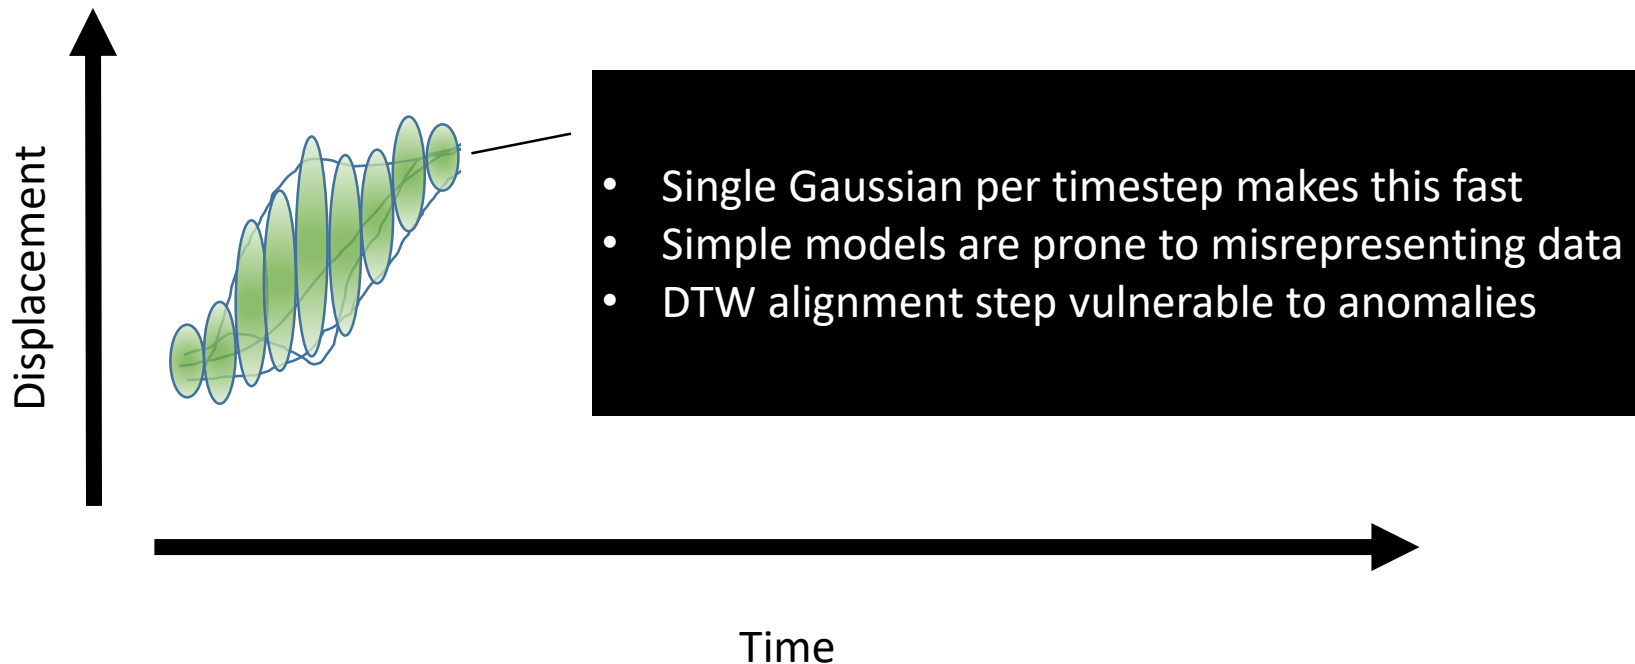 Displacement
• Single Gaussian per timestep makes this fast
• Simple models are prone to misrepresenting data
• DTW alignment step vulnerable to anomalies
Time